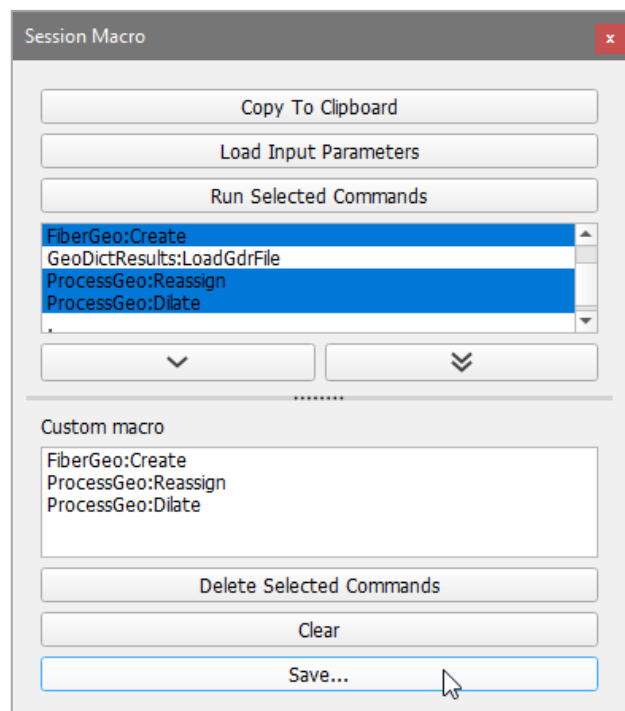 Session Macro
x
Copy To Clipboard
Load Input Parameters
Run Selected Commands
FiberGeo:Create
GeoDictResults:LoadGdrFile
ProcessGeo:Reassign
ProcessGeo:Dilate
Custom macro
FiberGeo:Create
ProcessGeo:Reassign
ProcessGeo:Dilate
Delete Selected Commands
Clear
Save...